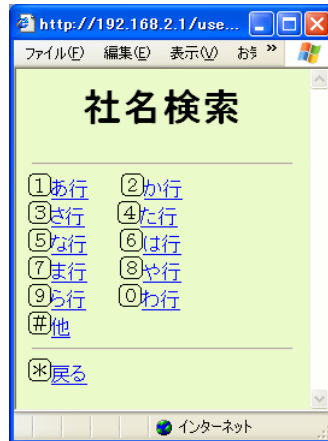 http://192.168.2.1/use...
ファイル(F) 編集(E) 表示(V) »
社名検索
1あ行 2か行
3さ行 4た行
5な行 6は行
7ま行 8や行
9ら行 0わ行
#他
*戻る
インターネット